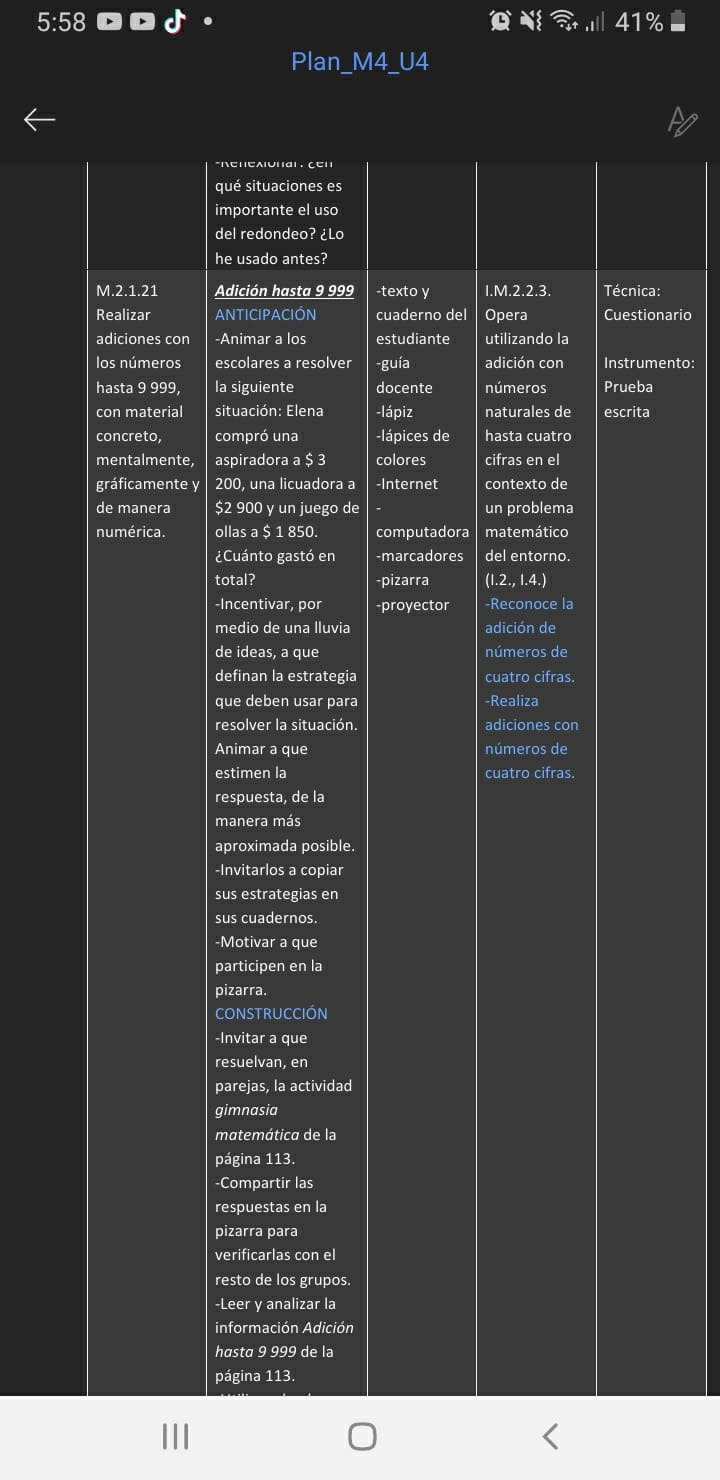 5:58
41%
Plan_M4_U4
-Reflexionar: ¿en
qué situaciones es
importante el uso
del redondeo? ¿Lo
he usado antes?
M.2.1.21
Realizar
adiciones con
los números
hasta 9 999,
con material
concreto,
mentalmente,
gráficamente y
de manera
numérica.
Adición hasta 9 999
ANTICIPACIÓN
-Animar a los
escolares a resolver
la siguiente
situación: Elena
compró una
aspiradora a $ 3
200, una licuadora a
$2 900 y un juego de
ollas a $ 1 850.
¿Cuánto gastó en
total?
-Incentivar, por
medio de una lluvia
de ideas, a que
definan la estrategia
que deben usar para
resolver la situación.
Animar a que
estimen la
respuesta, de la
manera más
aproximada posible.
-Invitarlos a copiar
sus estrategias en
sus cuadernos.
-Motivar a que
participen en la
pizarra.
CONSTRUCCIÓN
-Invitar a que
resuelvan, en
parejas, la actividad
gimnasia
matemática de la
página 113.
-Compartir las
respuestas en la
pizarra para
verificarlas con el
resto de los grupos.
-Leer y analizar la
información Adición
hasta 9 999 de la
página 113.
-texto y
cuaderno del
estudiante
-guía
docente
-lápiz
-lápices de
colores
-Internet
-
computadora
-marcadores
-pizarra
-proyector
I.M.2.2.3.
Opera
utilizando la
adición con
números
naturales de
hasta cuatro
cifras en el
contexto de
un problema
matemático
del entorno.
(I.2., I.4.)
-Reconoce la
adición de
números de
cuatro cifras.
-Realiza
adiciones con
números de
cuatro cifras.
Técnica:
Cuestionario
Instrumento:
Prueba
escrita